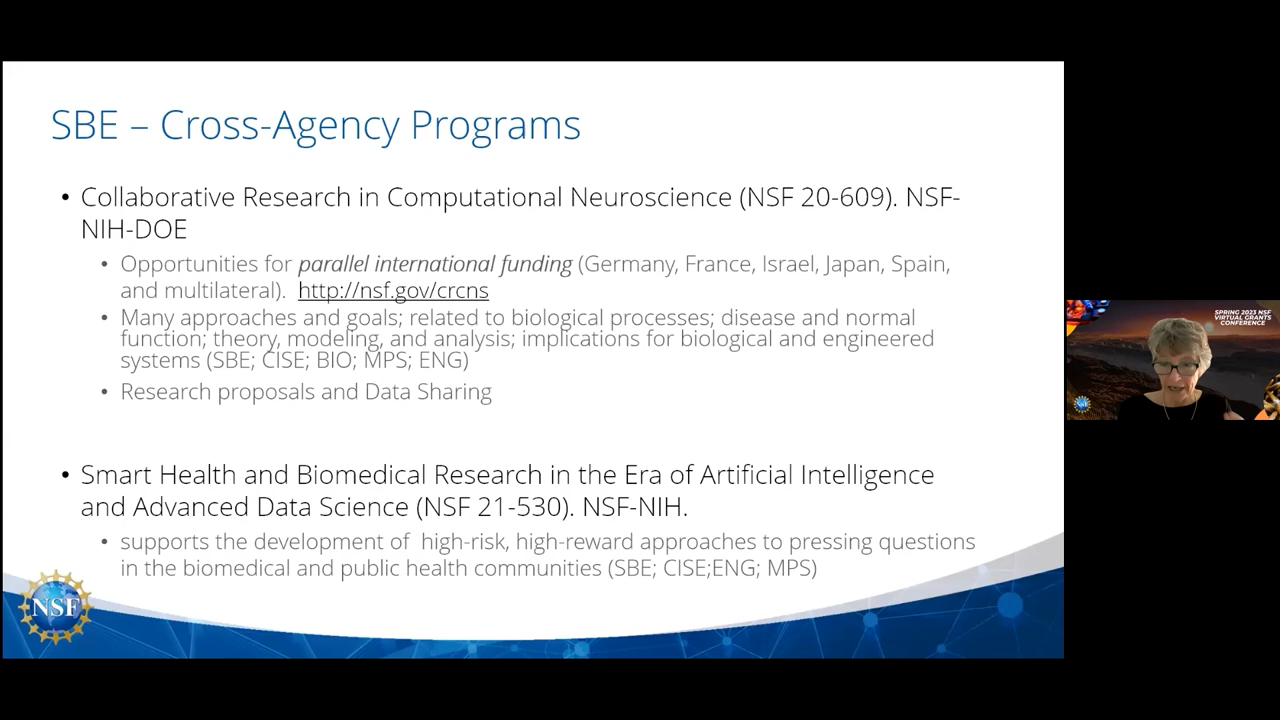 SBE – Cross-Agency Programs
• Collaborative Research in Computational Neuroscience (NSF 20-609). NSF-
NIH-DOE
• Opportunities for parallel international funding (Germany, France, Israel, Japan, Spain,
and multilateral).  http://nsf.gov/crcns
• Many approaches and goals; related to biological processes; disease and normal
function; theory, modeling, and analysis; implications for biological and engineered
systems (SBE; CISE; BIO; MPS; ENG)
• Research proposals and Data Sharing
• Smart Health and Biomedical Research in the Era of Artificial Intelligence
and Advanced Data Science (NSF 21-530). NSF-NIH.
• supports the development of  high-risk, high-reward approaches to pressing questions
in the biomedical and public health communities (SBE; CISE;ENG; MPS)
NSF
SPRING 2023 NSF
VIRTUAL GRANTS
CONFERENCE
NSF